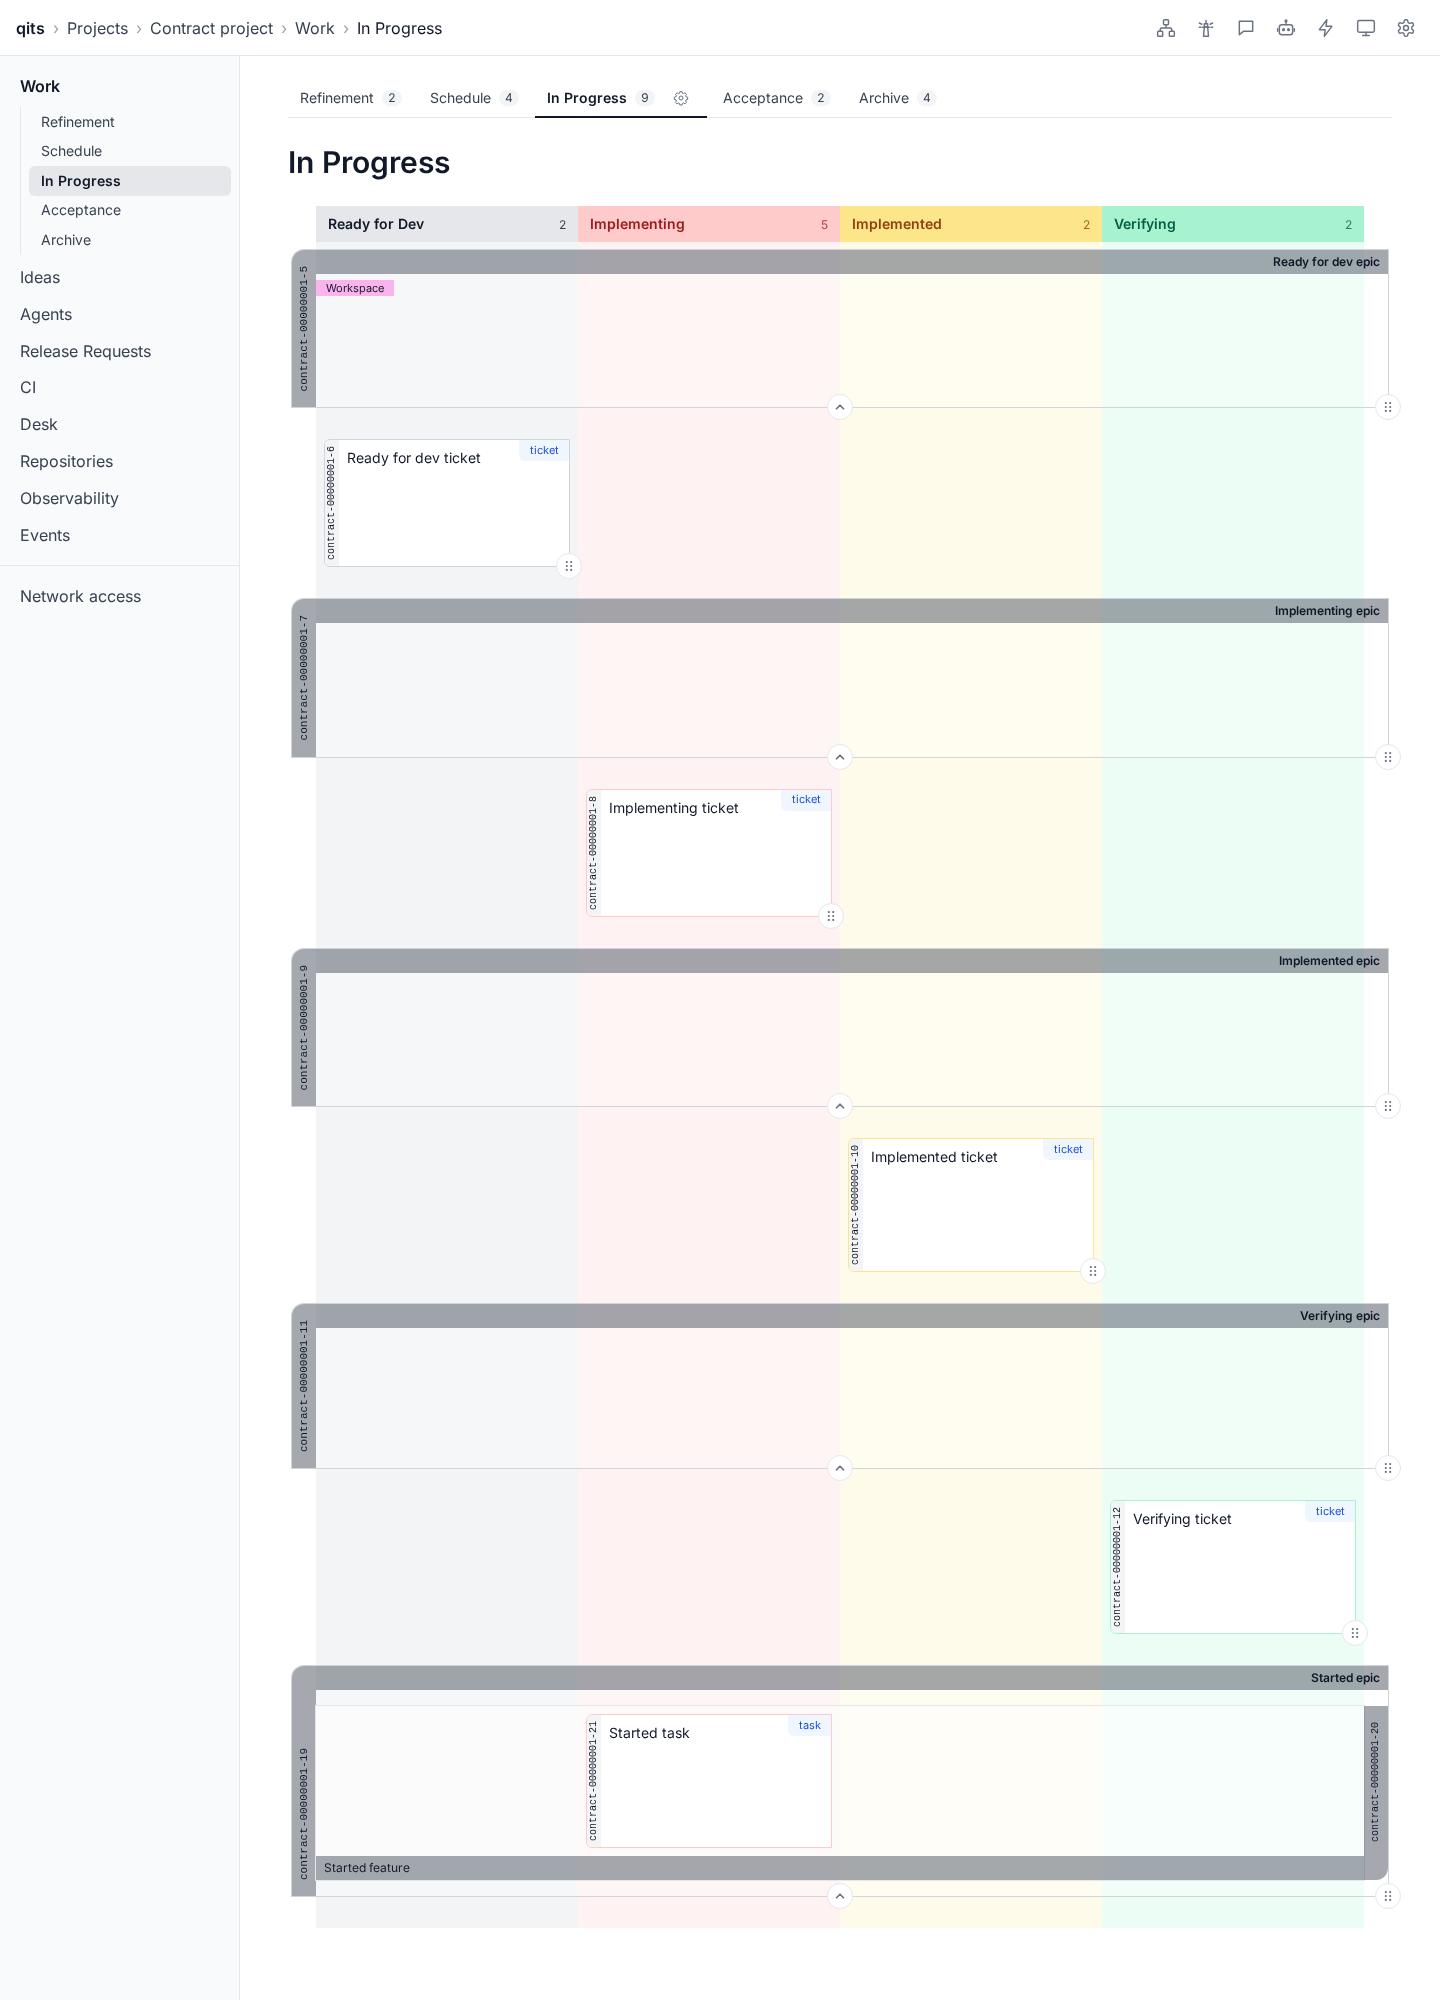 qits › Projects › Contract project › Work › In Progress
Work
Refinement
Schedule
In Progress
Acceptance
Archive
Ideas
Agents
Release Requests
CI
Desk
Repositories
Observability
Events
Network access
Refinement 2 Schedule 4 In Progress 9 Acceptance 2 Archive 4
In Progress
Ready for Dev 2 Implementing 5 Implemented 2 Verifying 2
contract-00000001-5
Ready for dev epic
Workspace
contract-00000001-6
Ready for dev ticket
ticket
contract-00000001-7
Implementing epic
contract-00000001-8
Implementing ticket
ticket
contract-00000001-9
Implemented epic
contract-00000001-10
Implemented ticket
ticket
contract-00000001-11
Verifying epic
contract-00000001-12
Verifying ticket
ticket
contract-00000001-19
Started epic
contract-00000001-21
Started task
task
contract-00000001-20
Started feature